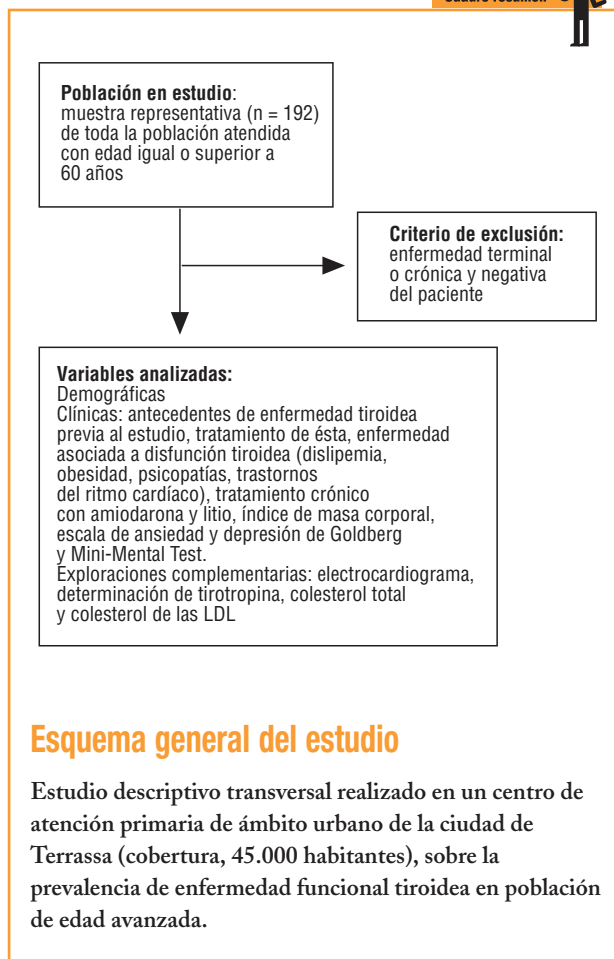 Población en estudio:
muestra representativa (n = 192)
de toda la población atendida
con edad igual o superior a
60 años
Criterio de exclusión:
enfermedad terminal
o crónica y negativa
del paciente
Variables analizadas:
Demográficas
Clínicas: antecedentes de enfermedad tiroidea
previa al estudio, tratamiento de ésta, enfermedad
asociada a disfunción tiroidea (dislipemia,
obesidad, psicopatías, trastornos
del ritmo cardíaco), tratamiento crónico
con amiodarona y litio, índice de masa corporal,
escala de ansiedad y depresión de Goldberg
y Mini-Mental Test.
Exploraciones complementarias: electrocardiograma,
determinación de tirotropina, colesterol total
y colesterol de las LDL
Esquema general del estudio
Estudio descriptivo transversal realizado en un centro de
atención primaria de ámbito urbano de la ciudad de
Terrassa (cobertura, 45.000 habitantes), sobre la
prevalencia de enfermedad funcional tiroidea en población
de edad avanzada.